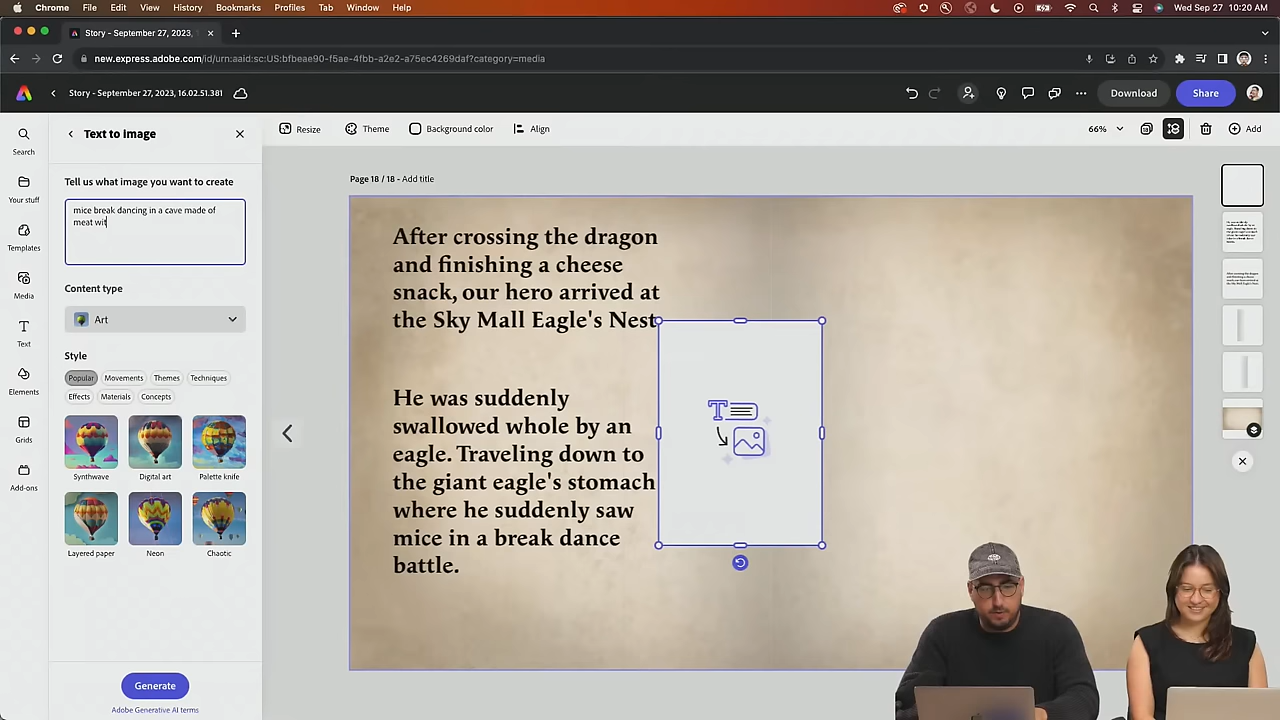 Chrome File Edit View History Bookmarks Profiles Tab Window Help Wed Sep 27 10:20 AM
Story - September 27, 2023,
new.express.adobe.com/id/urn:aaid:sc:US:bfbeae90-f5ae-4fbb-a2e2-a75ec4269daf?category=media
Story - September 27, 2023, 16.02.51.381
Download
Share
Search
Your stuff
Templates
Media
Text
Elements
Grids
Add-ons
Text to image
Tell us what image you want to create
mice break dancing in a cave made of
meat wit
Content type
Art
Style
Popular Movements Themes Techniques
Effects Materials Concepts
Synthwave Digital art Palette knife
Layered paper Neon Chaotic
Generate
Adobe Generative AI terms
Resize Theme Background color Align 66% Add
Page 18 / 18 - Add title
After crossing the dragon
and finishing a cheese
snack, our hero arrived at
the Sky Mall Eagle's Nest
He was suddenly
swallowed whole by an
eagle. Traveling down to
the giant eagle's stomach
where he suddenly saw
mice in a break dance
battle.
T